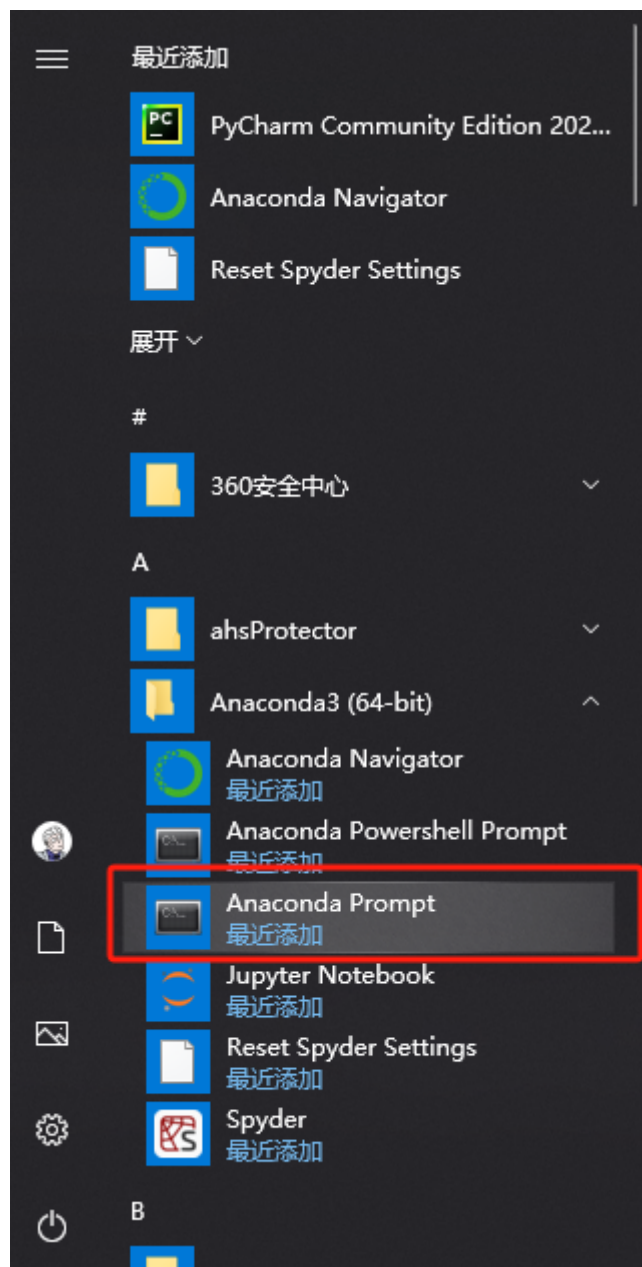 最近添加
PyCharm Community Edition 202...
Anaconda Navigator
Reset Spyder Settings
展开
#
360安全中心
A
ahsProtector
Anaconda3 (64-bit)
Anaconda Navigator
最近添加
Anaconda Powershell Prompt
最近添加
Anaconda Prompt
最近添加
Jupyter Notebook
最近添加
Reset Spyder Settings
最近添加
Spyder
最近添加
B